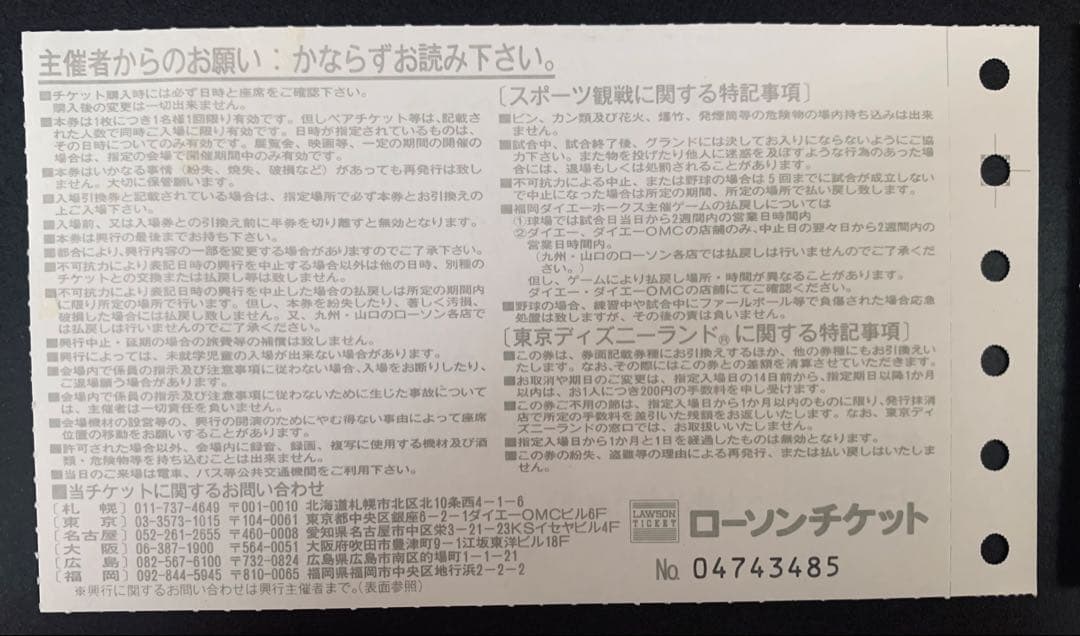 主催者からのお願い：かならずお読み下さい。
■チケット購入時には必ず日時と座席をご確認下さい。
購入後の変更は一切出来ません。
■本券は1枚につき1名様1回限り有効です。但しペアチケット等は、記載さ
れた人数で同時ご入場に限り有効です。日時が指定されているものは、
その日時についてのみ有効です。展覧会、映画等、一定の期間の開催の
場合は、指定の会場で開催期間中のみ有効です。
■本券はいかなる事情（紛失、焼失、破損など）があっても再発行は致し
ません。大切に保管願います。
■入場引換券と記載されている場合は、指定場所で必ず本券とお引換えの
上ご入場下さい。
■入場前、又は入場券との引換え前に半券を切り離すと無効となります。
■本券は興行の最後までお持ち下さい。
■都合により、興行内容の一部を変更する場合がありますのでご了承下さい。
■不可抗力により表記日時の興行を中止する場合以外は他の日時、別種の
チケットとの交換または払戻し等は致しません。
■不可抗力により表記日時の興行を中止した場合の払戻しは所定の期間内
に限り所定の場所で行います。但し、本券を紛失したり、著しく汚損、
破損した場合には払戻し致しません。又、九州・山口のローソン各店で
は払戻しは行いませんのでご了承ください。
■興行中止・延期の場合の旅費等の補償は致しません。
■興行によっては、未就学児童の入場が出来ない場合があります。
■会場内で係員の指示及び注意事項に従わない場合、入場をお断りしたり、
ご退場願う場合があります。
■会場内で係員の指示及び注意事項に従わないために生じた事故について
は、主催者は一切責任を負いません。
■会場機材の設営等の、興行の開演のためにやむ得ない事由によって座席
位置の移動をお願いすることがあります。
■許可された場合以外、会場内に録音、録画、複写に使用する機材及び酒
類・危険物等を持ち込むことは出来ません。
■当日のご来場は電車、バス等公共交通機関をご利用下さい。
■当チケットに関するお問い合わせ
〔札　幌〕011-737-4649 〒001-0010 北海道札幌市北区北10条西4-1-6
〔東　京〕03-3573-1015 〒104-0061 東京都中央区銀座6-2-1ダイエーOMCビル6F
〔名古屋〕052-261-2655 〒460-0008 愛知県名古屋市中区栄3-21-23KSイセヤビル4F
〔大　阪〕06-387-1900 〒564-0051 大阪府吹田市豊津町9-1江坂東洋ビル18F
〔広　島〕082-567-6100 〒732-0824 広島県広島市南区的場町1-1-21
〔福　岡〕092-844-5945 〒810-0065 福岡県福岡市中央区地行浜2-2-2
※興行に関するお問い合わせは興行主催者まで。（表面参照）
〔スポーツ観戦に関する特記事項〕
■ビン、カン類及び花火、爆竹、発煙筒等の危険物の場内持ち込みは出来
ません。
■試合中、試合終了後、グランドには決してお入りにならないようにご協
力下さい。また物を投げたり他人に迷惑を及ぼすような行為のあった場
合には、退場もしくは処罰されることがあります。
■不可抗力による中止、または野球の場合は５回までに試合が成立しない
で中止になった場合は所定の期間、所定の場所で払い戻し致します。
■福岡ダイエーホークス主催ゲームの払戻しについては
①球場では試合日当日から2週間内の営業日時間内
②ダイエー、ダイエーOMCの店舗のみ、中止日の翌々日から2週間内の
営業日時間内。
（九州・山口のローソン各店では払戻しは行いませんのでご了承くださ
い。）
但し、ゲームにより払戻し場所・時間が異なることがあります。
ダイエー・ダイエーOMCの店舗にてご確認ください。
■野球の場合、練習中や試合中にファールボール等で負傷された場合応急
処置は致しますが、その後の責は負いません。
〔東京ディズニーランド®に関する特記事項〕
■この券は、券面記載券種にお引換えするほか、他の券種にもお引換えい
たします。なお、その際にはこの券との差額を清算させていただきます。
■お取消や期日のご変更は、指定入場日の14日前から、指定期日以降1か月
以内は、お1人につき200円の手数料を申し受けます。
■この券ご不用の節は、指定入場日から1か月以内のものに限り、発行抹消
店で所定の手数料を差引いた残額をお返しいたします。なお、東京ディ
ズニーランドの窓口では、お取扱いいたしません。
■指定入場日から1か月と1日を経過したものは無効となります。
■この券の紛失、盗難等の理由による再発行、または払い戻しはいたしま
せん。
LAWSON
TICKET
ローソンチケット
No. 04743485